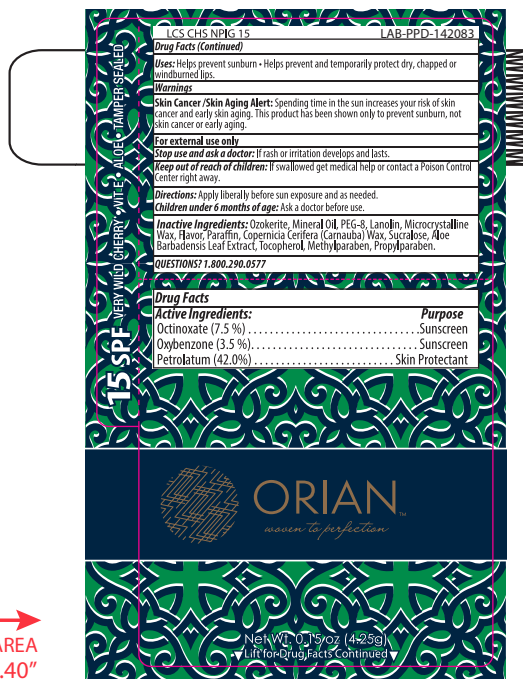 LCS CHS NPIG 15 LAB-PPD-142083
Drug Facts (Continued)
Uses: Helps prevent sunburn • Helps prevent and temporarily protect dry, chapped or
windburned lips.
Warnings
Skin Cancer /Skin Aging Alert: Spending time in the sun increases your risk of skin
cancer and early skin aging. This product has been shown only to prevent sunburn, not
skin cancer or early aging.
For external use only
Stop use and ask a doctor: If rash or irritation develops and lasts.
Keep out of reach of children: If swallowed get medical help or contact a Poison Control
Center right away.
Directions: Apply liberally before sun exposure and as needed.
Children under 6 months of age: Ask a doctor before use.
Inactive Ingredients: Ozokerite, Mineral Oil, PEG-8, Lanolin, Microcrystalline
Wax, Flavor, Paraffin, Copernicia Cerifera (Carnauba) Wax, Sucralose, Aloe
Barbadensis Leaf Extract, Tocopherol, Methylparaben, Propylparaben.
QUESTIONS? 1.800.290.0577
Drug Facts
Active Ingredients: Purpose
Octinoxate (7.5 %) . . . . . . . . . . . . . . . . . . . . . . . . . . . . . Sunscreen
Oxybenzone (3.5 %) . . . . . . . . . . . . . . . . . . . . . . . . . . . . Sunscreen
Petrolatum (42.0%) . . . . . . . . . . . . . . . . . . . . . . . . Skin Protectant
15 SPF VERY WILD CHERRY • VIT-E • ALOE • TAMPER SEALED
ORIAN™
woven to perfection
Net Wt. 0.15 oz (4.25g)
▼Lift for Drug Facts Continued▼
AREA
.40"